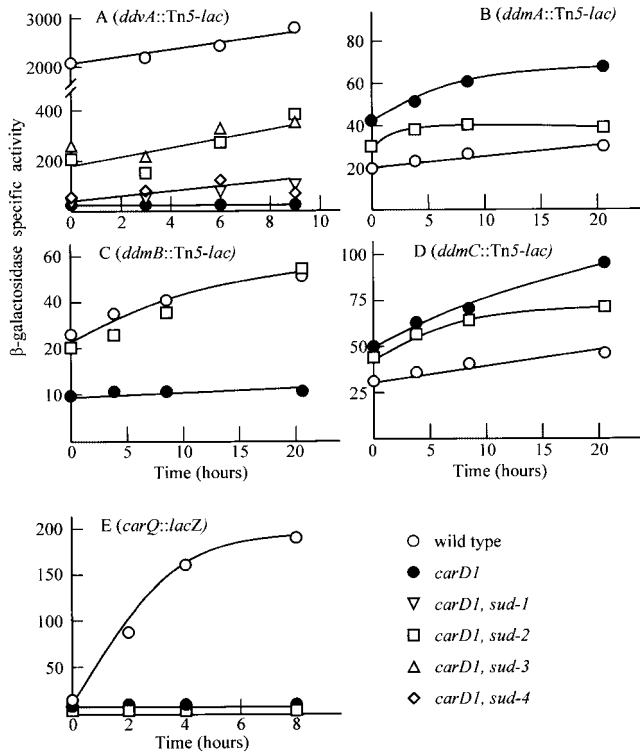 β-galactosidase specific activity
A (ddvA::Tn5-lac)
3000
2000
400
200
0 2 4 6 8 10
B (ddmA::Tn5-lac)
80
60
40
20
0 5 10 15 20
C (ddmB::Tn5-lac)
60
40
20
10
0 5 10 15 20
Time (hours)
D (ddmC::Tn5-lac)
100
75
50
25
0 5 10 15 20
Time (hours)
E (carQ::lacZ)
200
150
100
50
0 2 4 6 8
Time (hours)
wild type
carD1
carD1, sud-1
carD1, sud-2
carD1, sud-3
carD1, sud-4